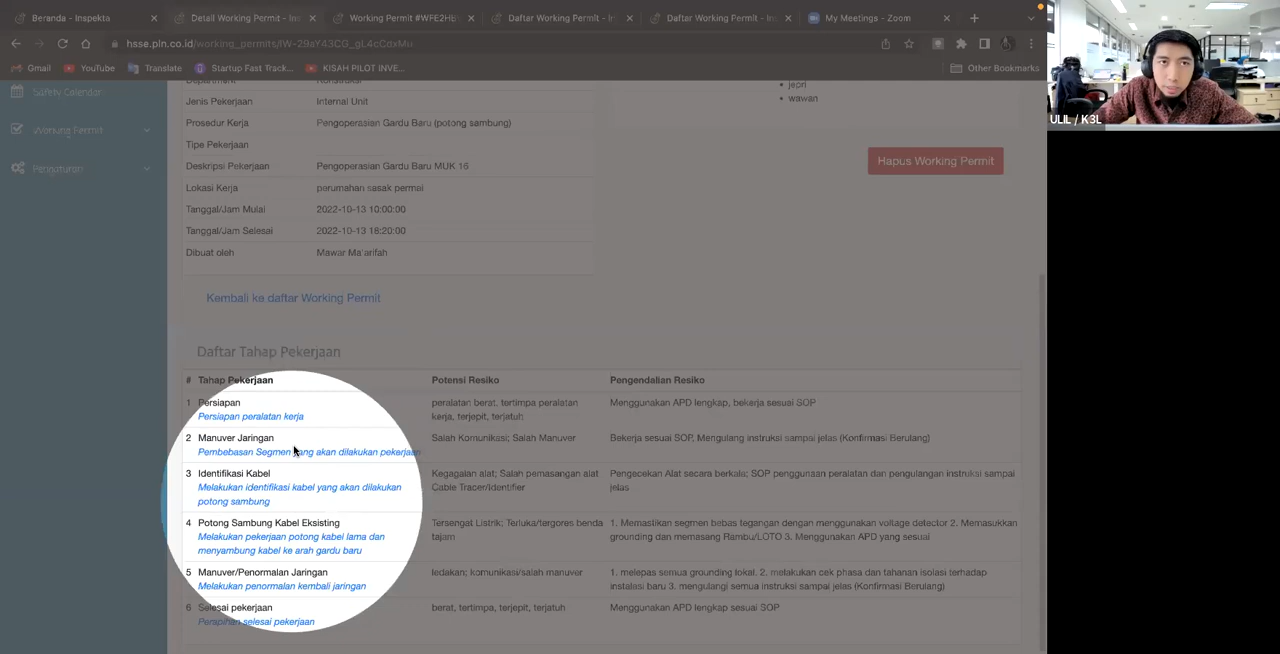 Beranda - Inspekta
Detail Working Permit - Ins
Working Permit #WFE2HB
Daftar Working Permit - In
Daftar Working Permit - In
My Meetings - Zoom
hsse.pln.co.id/working_permits/IW-29sY43CG_gL4cCdxMu
Gmail
YouTube
Translate
Startup Fast Track...
KISAH PILOT INVE...
Other Bookmarks
Safety Calendar
Working Permit
Pengaturan
Jenis Pekerjaan Internal Unit
Prosedur Kerja Pengoperasian Gardu Baru (potong sambung)
Tipe Pekerjaan
Deskripsi Pekerjaan Pengoperasian Gardu Baru MUK 16
Lokasi Kerja perumahan sasak permai
Tanggal/Jam Mulai 2022-10-13 10:00:00
Tanggal/Jam Selesai 2022-10-13 16:20:00
Dibuat oleh Mawar Ma'arifah
jepri
wawan
Hapus Working Permit
Kembali ke daftar Working Permit
Daftar Tahap Pekerjaan
# Tahap Pekerjaan Potensi Resiko Pengendalian Resiko
1 Persiapan
Persiapan peralatan kerja
peralatan berat, tertimpa peralatan
kerja, terjepit, terjatuh
Menggunakan APD lengkap, bekerja sesuai SOP
2 Manuver Jaringan
Pembebasan Segmen yang akan dilakukan pekerjaan
Salah Komunikasi; Salah Manuver
Bekerja sesuai SOP, Mengulang instruksi sampai jelas (Konfirmasi Berulang)
3 Identifikasi Kabel
Melakukan identifikasi kabel yang akan dilakukan
potong sambung
Kegagalan alat; Salah pemasangan alat
Cable Tracer/Identifier
Pengecekan Alat secara berkala; SOP penggunaan peralatan dan pengulangan instruksi sampai
jelas
4 Potong Sambung Kabel Eksisting
Melakukan pekerjaan potong kabel lama dan
menyambung kabel ke arah gardu baru
Tersengat Listrik; Terluka/tergores benda
tajam
1. Memastikan segmen bebas tegangan dengan menggunakan voltage detector 2. Memasukkan
grounding dan memasang Rambu/LOTO 3. Menggunakan APD yang sesuai
5 Manuver/Penormalan Jaringan
Melakukan penormalan kembali jaringan
ledakan; komunikasi/salah manuver
1. melepas semua grounding lokal. 2. melakukan cek phasa dan tahanan isolasi terhadap
instalasi baru 3. mengulangi semua instruksi sampai jelas (Konfirmasi Berulang)
6 Selesai pekerjaan
Perapihan selesai pekerjaan
berat, tertimpa, terjepit, terjatuh
Menggunakan APD lengkap sesuai SOP
ULIL / K3L